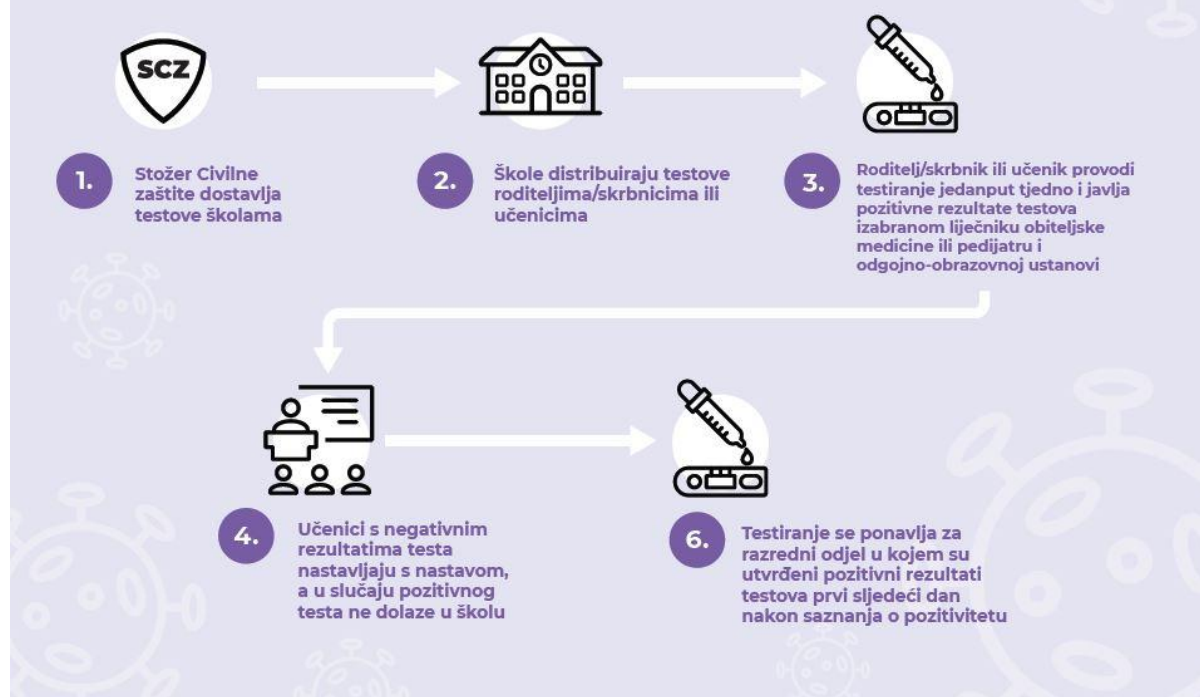 SCZ
1.
Stožer Civilne
zaštite dostavlja
testove školama
2.
Škole distribuiraju testove
roditeljima/skrbnicima ili
učenicima
3.
Roditelj/skrbnik ili učenik provodi
testiranje jedanput tjedno i javlja
pozitivne rezultate testova
izabranom liječniku obiteljske
medicine ili pedijatru i
odgojno-obrazovnoj ustanovi
4.
Učenici s negativnim
rezultatima testa
nastavljaju s nastavom,
a u slučaju pozitivnog
testa ne dolaze u školu
6.
Testiranje se ponavlja za
razredni odjel u kojem su
utvrđeni pozitivni rezultati
testova prvi sljedeći dan
nakon saznanja o pozitivitetu